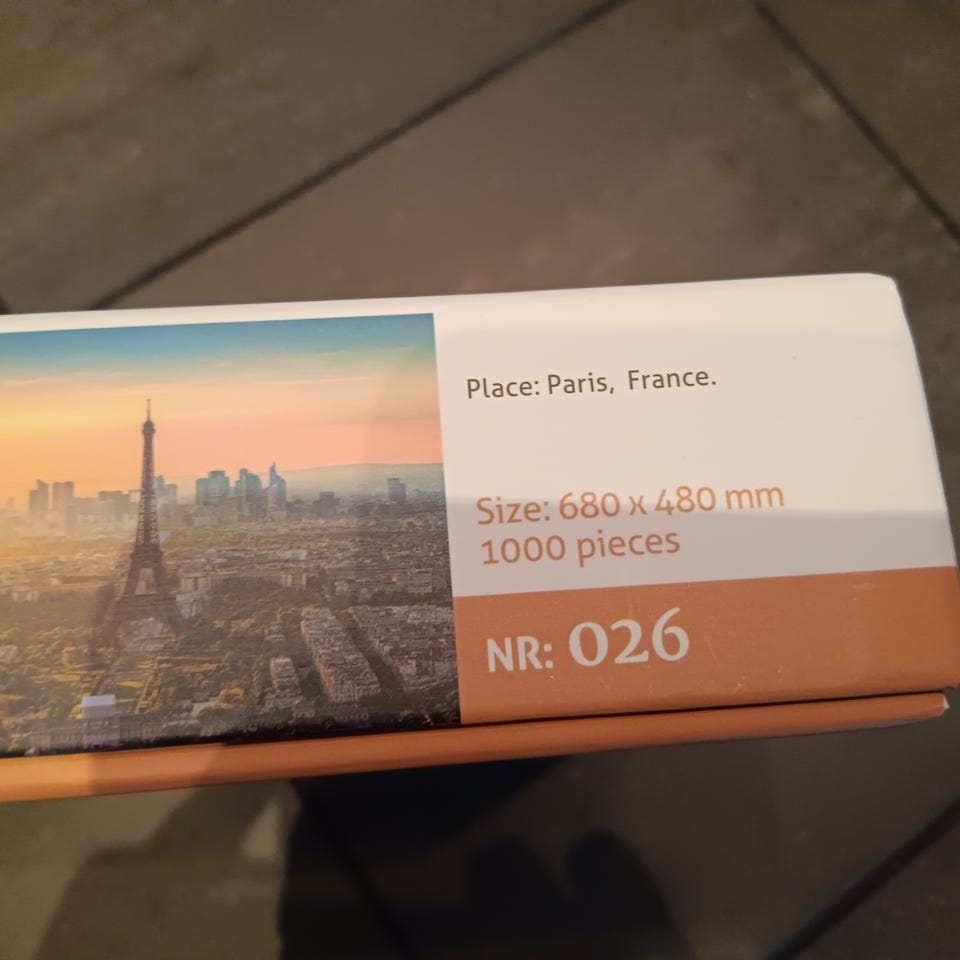 Place: Paris, France.
Size: 680 x 480 mm
1000 pieces
NR: 026